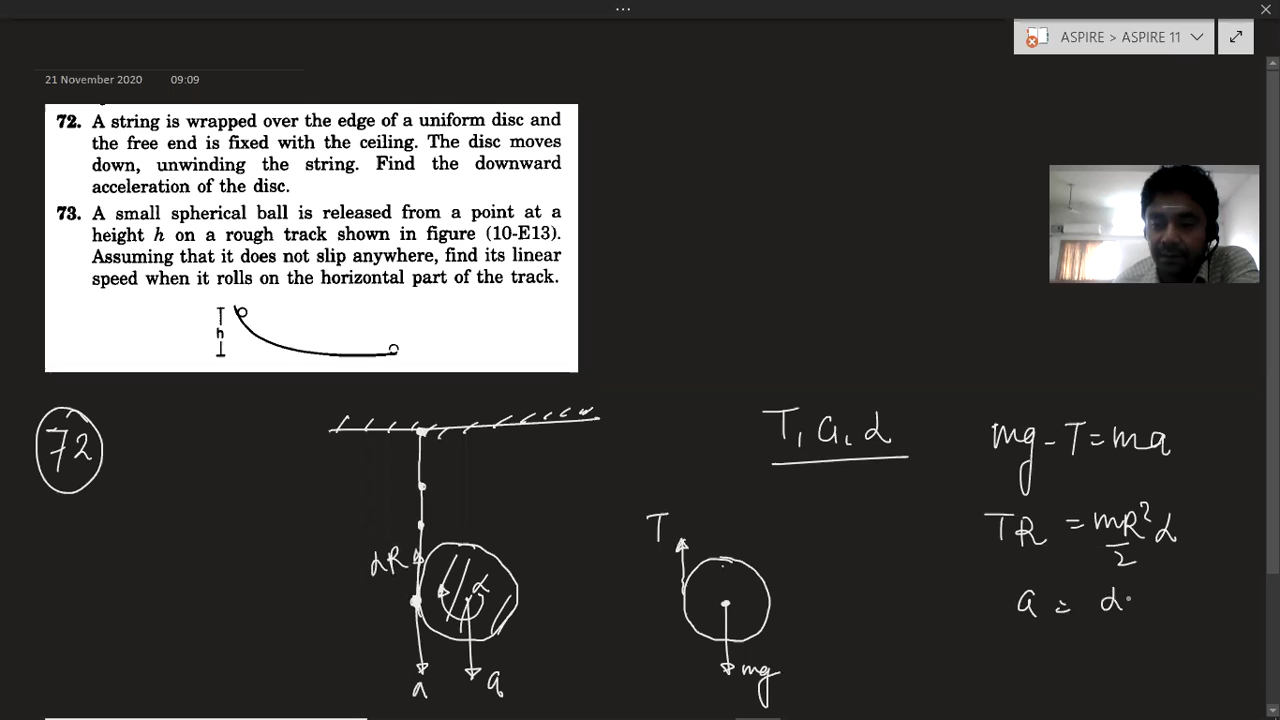 ASPIRE > ASPIRE 11
21 November 2020 09:09
72. A string is wrapped over the edge of a uniform disc and
the free end is fixed with the ceiling. The disc moves
down, unwinding the string. Find the downward
acceleration of the disc.
73. A small spherical ball is released from a point at a
height h on a rough track shown in figure (10-E13).
Assuming that it does not slip anywhere, find its linear
speed when it rolls on the horizontal part of the track.
h
72
T, a, α
mg - T = ma
T
TR = mR²/2 α
αR
α
a = α
mg
a
a